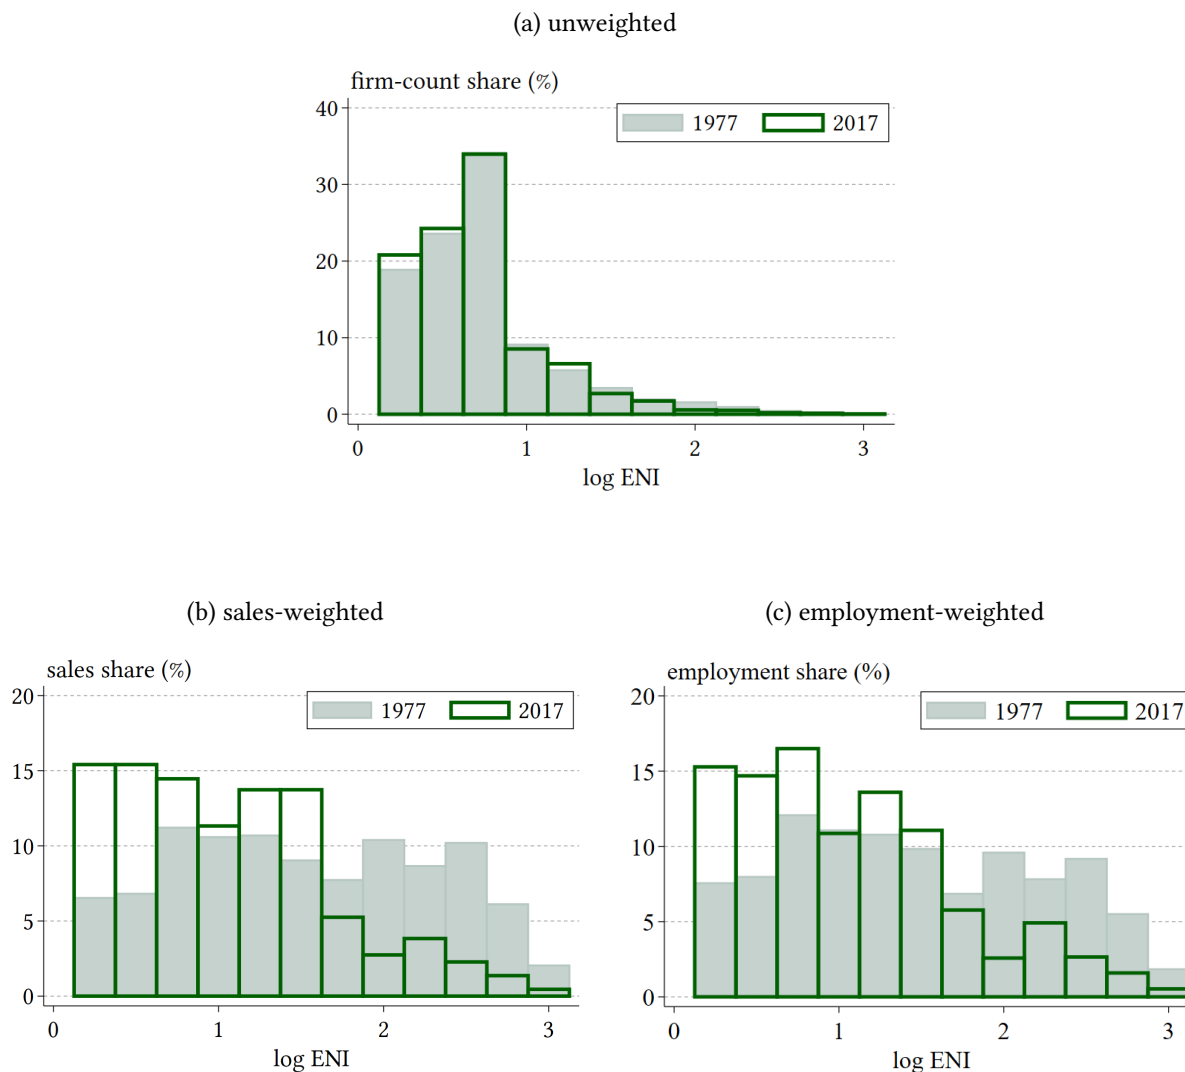 (a) unweighted
firm-count share (%)
1977 2017
40
30
20
10
0
0 1 2 3
log ENI
(b) sales-weighted
sales share (%)
1977 2017
20
15
10
5
0
0 1 2 3
log ENI
(c) employment-weighted
employment share (%)
1977 2017
20
15
10
5
0
0 1 2 3
log ENI